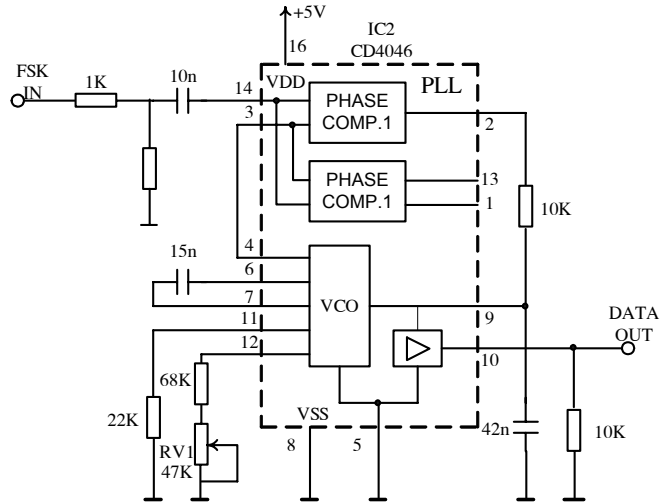 +5V
IC2
CD4046
16
FSK
IN
1K
10n
14
VDD
PHASE
COMP.1
PLL
3
2
PHASE
COMP.1
13
1
10K
4
15n
6
7
VCO
9
DATA
OUT
11
12
10
68K
22K
VSS
RV1
47K
8
5
42n
10K